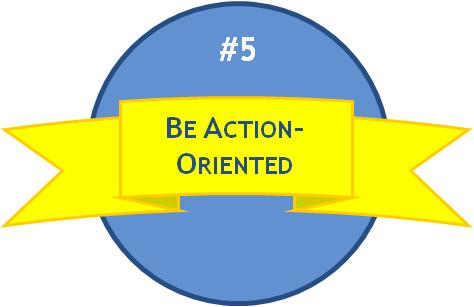 #5
Be Action-
Oriented